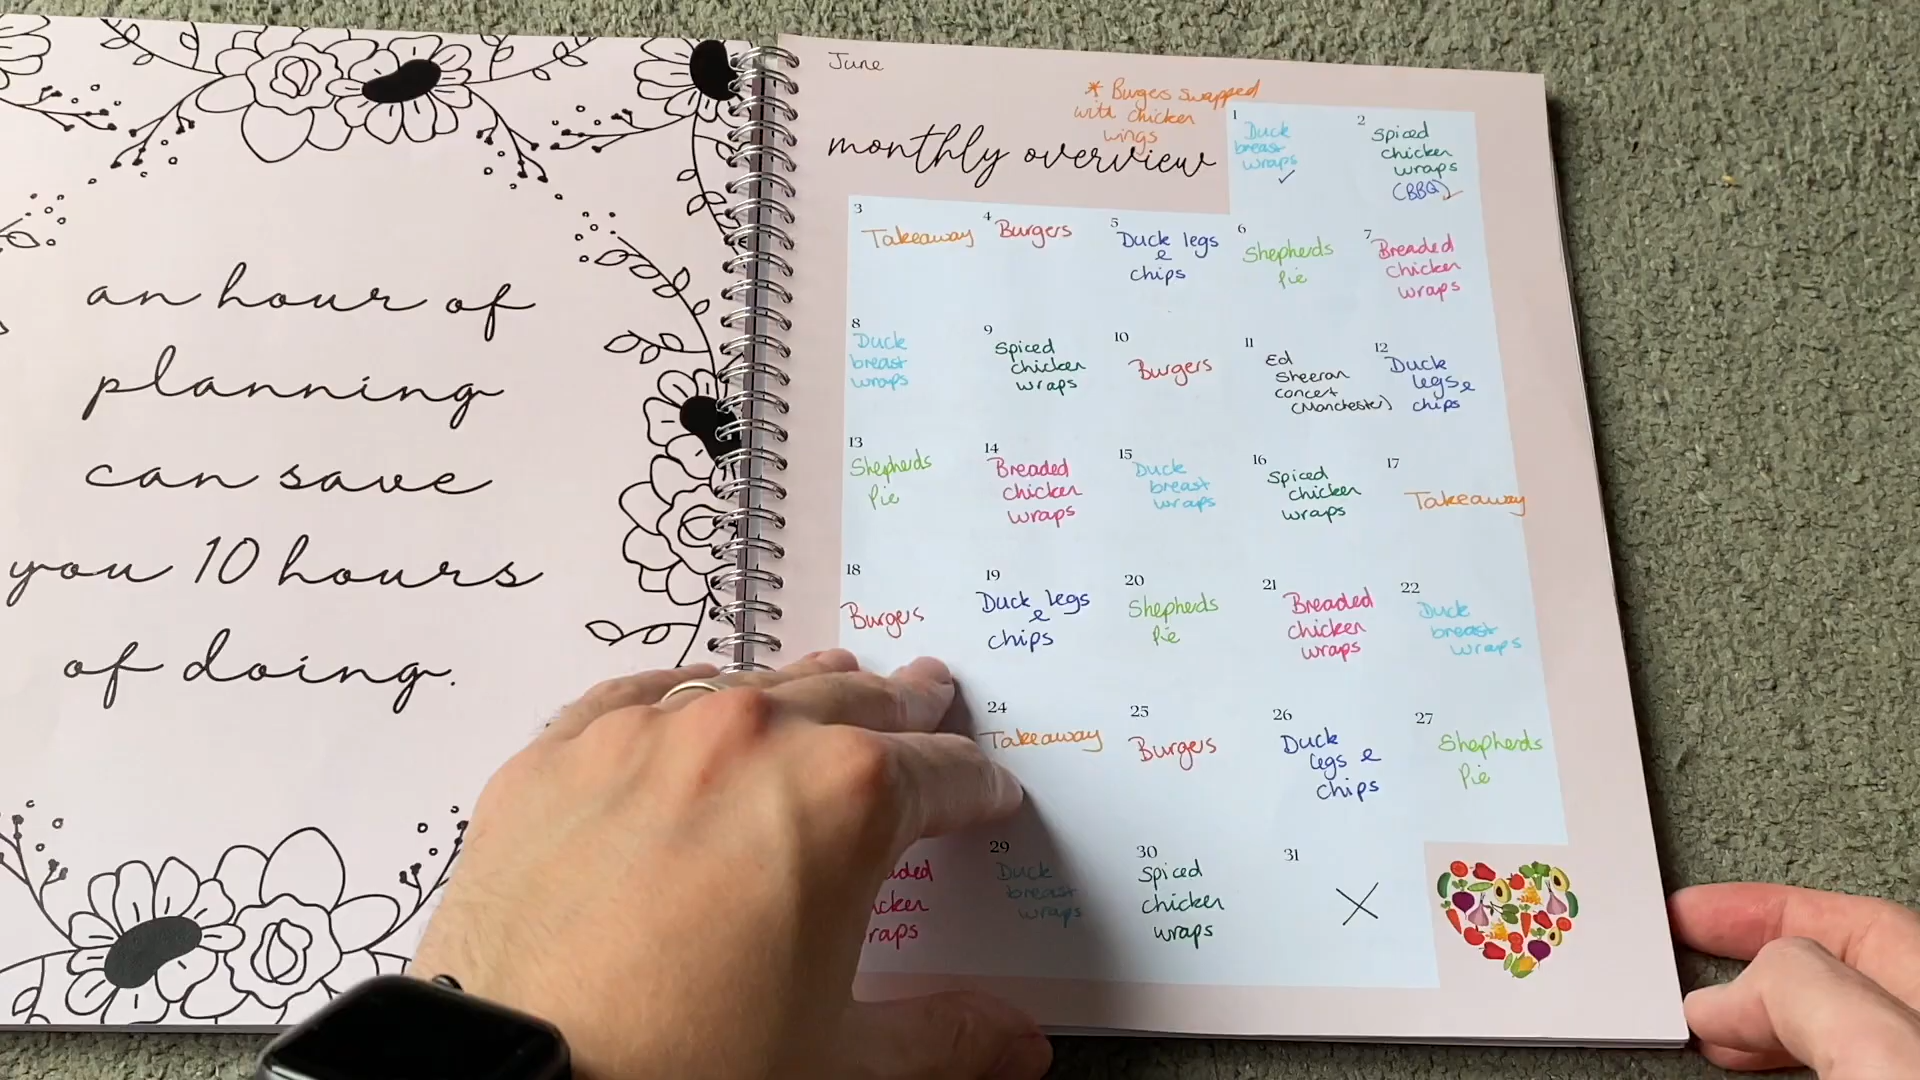 an hour of
planning
can save
you 10 hours
of doing.
June
* Burgers swapped
with chicken
wings
monthly overview
1
Duck
breast
wraps
✓
2
Spiced
chicken
wraps
(BBQ)
3
Takeaway
4
Burgers
5
Duck legs
&
chips
6
Shepherds
Pie
7
Breaded
chicken
wraps
8
Duck
breast
wraps
9
Spiced
chicken
wraps
10
Burgers
11
Ed
Sheeran
concert
(Manchester)
12
Duck
legs &
chips
13
Shepherds
Pie
14
Breaded
chicken
wraps
15
Duck
breast
wraps
16
Spiced
chicken
wraps
17
Takeaway
18
Burgers
19
Duck legs
&
chips
20
Shepherds
Pie
21
Breaded
chicken
wraps
22
Duck
breast
wraps
24
Takeaway
25
Burgers
26
Duck
legs &
chips
27
Shepherds
Pie
29
Duck
breast
wraps
30
Spiced
chicken
wraps
31
X